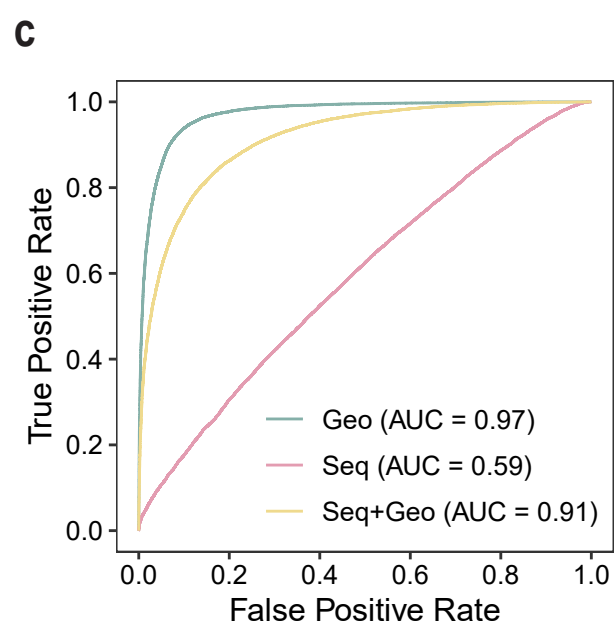 c
True Positive Rate
1.0
0.8
0.6
0.4
0.2
0.0
Geo (AUC = 0.97)
Seq (AUC = 0.59)
Seq+Geo (AUC = 0.91)
0.0 0.2 0.4 0.6 0.8 1.0
False Positive Rate